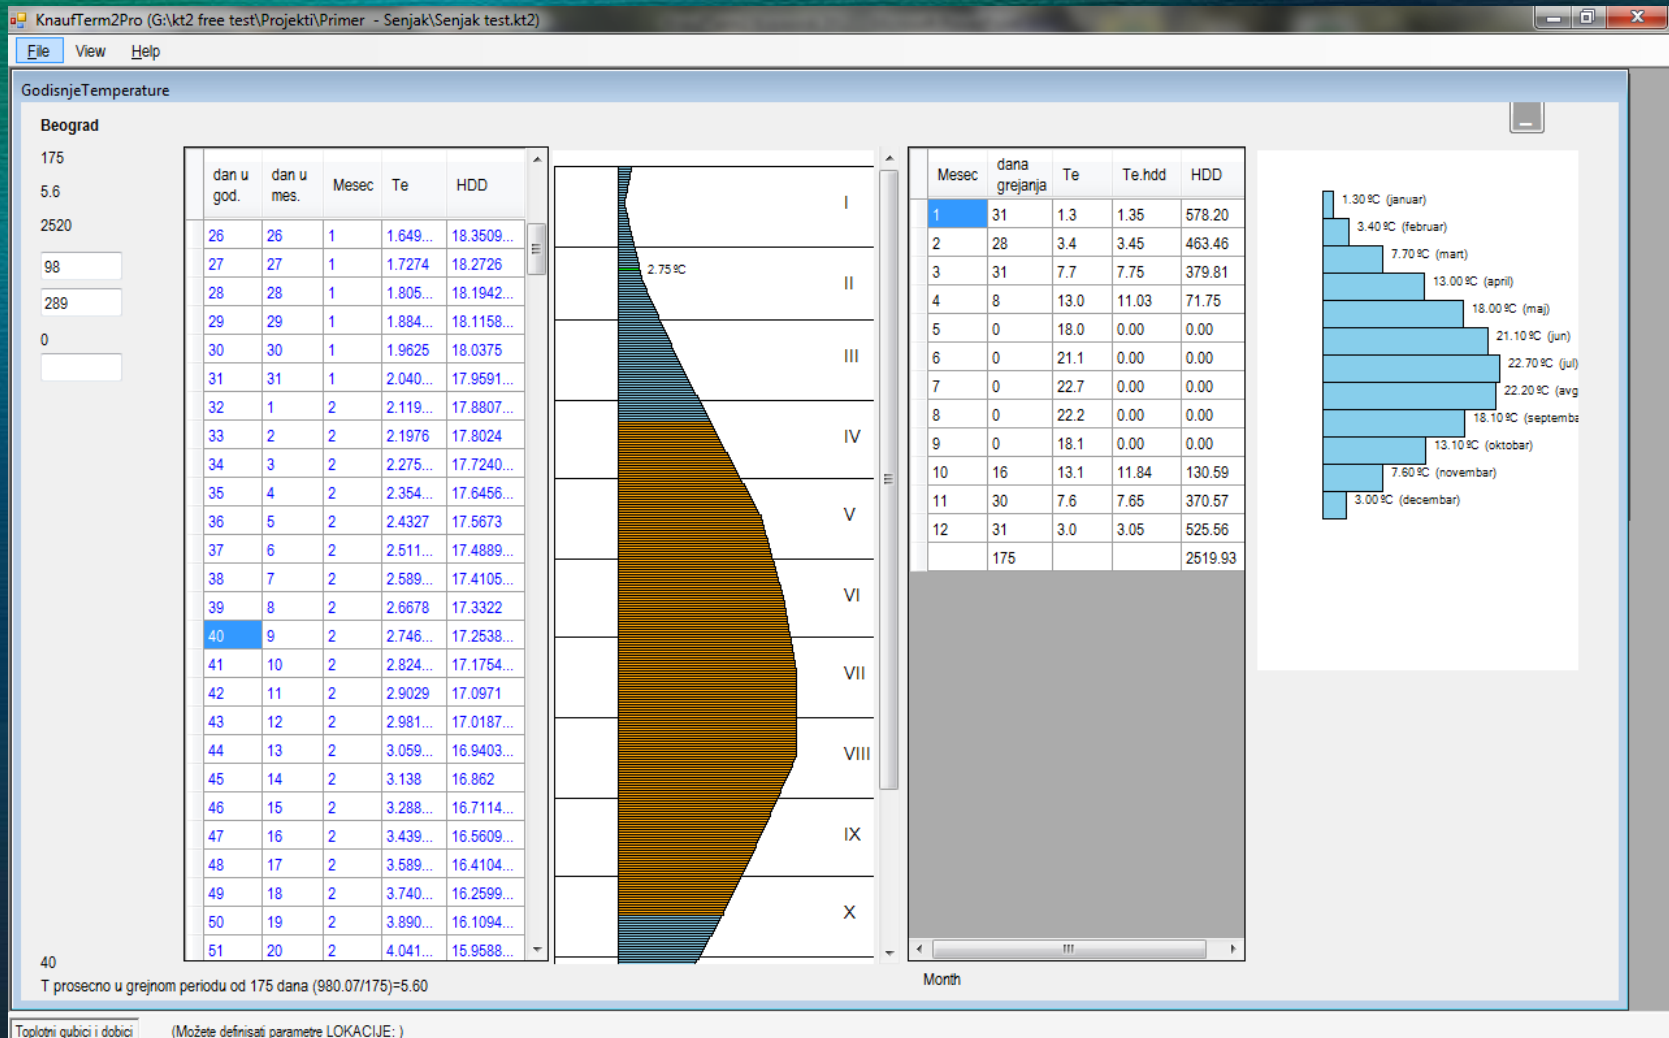 KnaufTerm2Pro (G:\kt2 free test\Projekti\Primer - Senjak\Senjak test.kt2)
File View Help
GodisnjeTemperature
Beograd
175
5.6
2520
98
289
0
dan u god. dan u mes. Mesec Te HDD
26 26 1 1.649... 18.3509...
27 27 1 1.7274 18.2726
28 28 1 1.805... 18.1942...
29 29 1 1.884... 18.1158...
30 30 1 1.9625 18.0375
31 31 1 2.040... 17.9591...
32 1 2 2.119... 17.8807...
33 2 2 2.1976 17.8024
34 3 2 2.275... 17.7240...
35 4 2 2.354... 17.6456...
36 5 2 2.4327 17.5673
37 6 2 2.511... 17.4889...
38 7 2 2.589... 17.4105...
39 8 2 2.6678 17.3322
40 9 2 2.746... 17.2538...
41 10 2 2.824... 17.1754...
42 11 2 2.9029 17.0971
43 12 2 2.981... 17.0187...
44 13 2 3.059... 16.9403...
45 14 2 3.138 16.862
46 15 2 3.288... 16.7114...
47 16 2 3.439... 16.5609...
48 17 2 3.589... 16.4104...
49 18 2 3.740... 16.2599...
50 19 2 3.890... 16.1094...
51 20 2 4.041... 15.9588...
I
2.75 ºC
II
III
IV
V
VI
VII
VIII
IX
X
Mesec dana grejanja Te Te.hdd HDD
1 31 1.3 1.35 578.20
2 28 3.4 3.45 463.46
3 31 7.7 7.75 379.81
4 8 13.0 11.03 71.75
5 0 18.0 0.00 0.00
6 0 21.1 0.00 0.00
7 0 22.7 0.00 0.00
8 0 22.2 0.00 0.00
9 0 18.1 0.00 0.00
10 16 13.1 11.84 130.59
11 30 7.6 7.65 370.57
12 31 3.0 3.05 525.56
175 2519.93
Month
1.30 ºC (januar)
3.40 ºC (februar)
7.70 ºC (mart)
13.00 ºC (april)
18.00 ºC (maj)
21.10 ºC (jun)
22.70 ºC (jul)
22.20 ºC (avg
18.10 ºC (septemba
13.10 ºC (oktobar)
7.60 ºC (novembar)
3.00 ºC (decembar)
40
T prosecno u grejnom periodu od 175 dana (980.07/175)=5.60
Toplotni gubici i dobici (Možete definisati parametre LOKACIJE: )